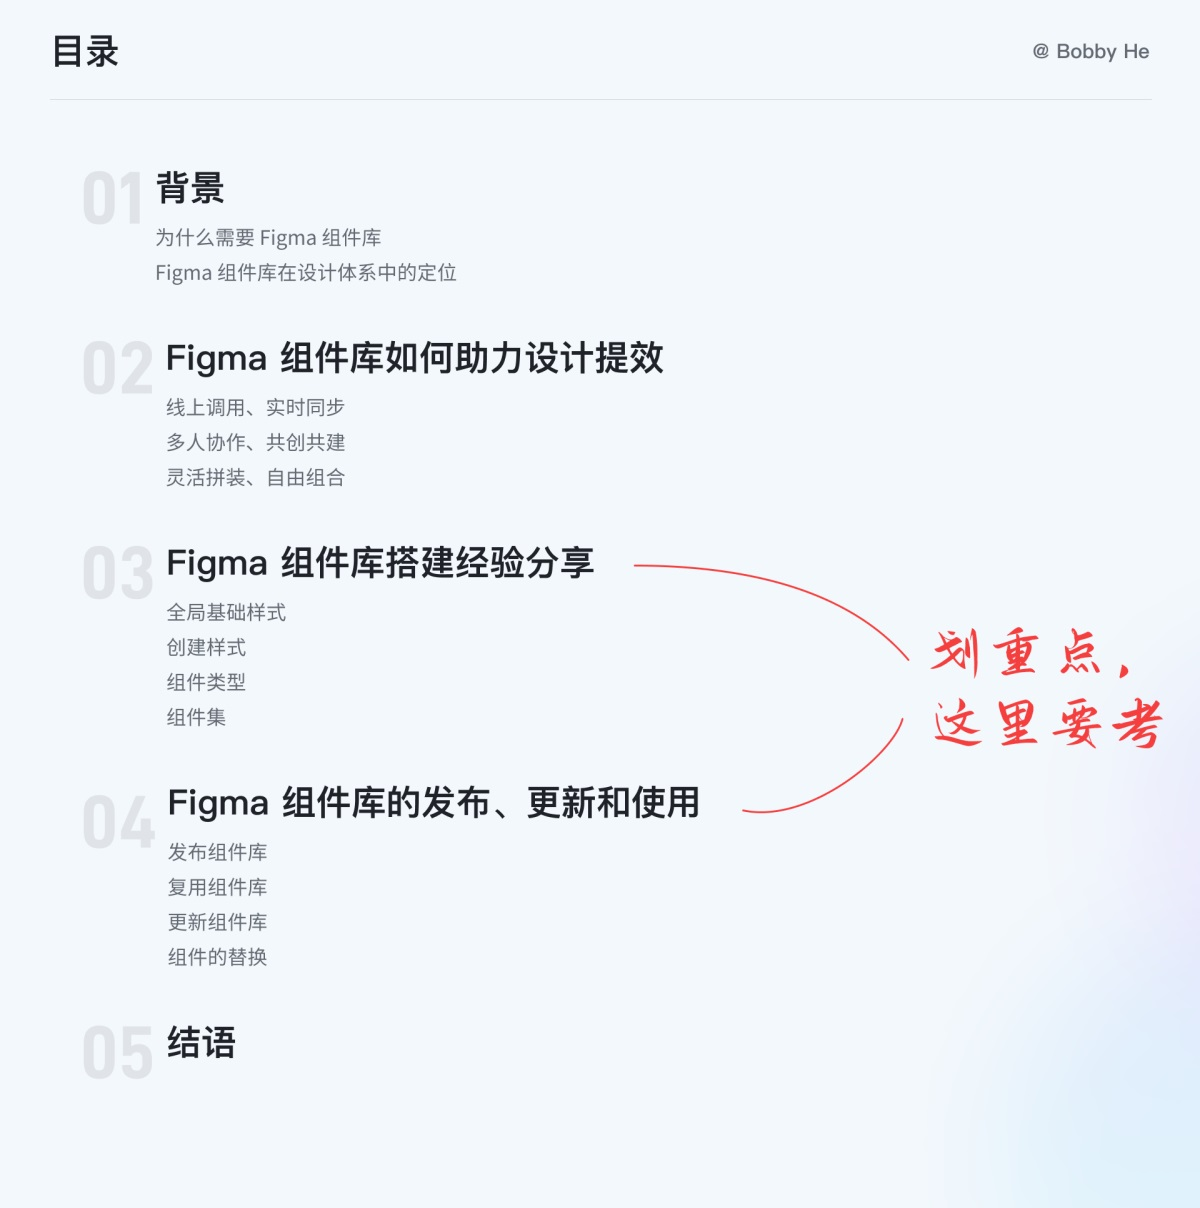 目录
@ Bobby He
01 背景
为什么需要 Figma 组件库
Figma 组件库在设计体系中的定位
02 Figma 组件库如何助力设计提效
线上调用、实时同步
多人协作、共创共建
灵活拼装、自由组合
03 Figma 组件库搭建经验分享
全局基础样式
创建样式
组件类型
组件集
划重点，
这里要考
04 Figma 组件库的发布、更新和使用
发布组件库
复用组件库
更新组件库
组件的替换
05 结语